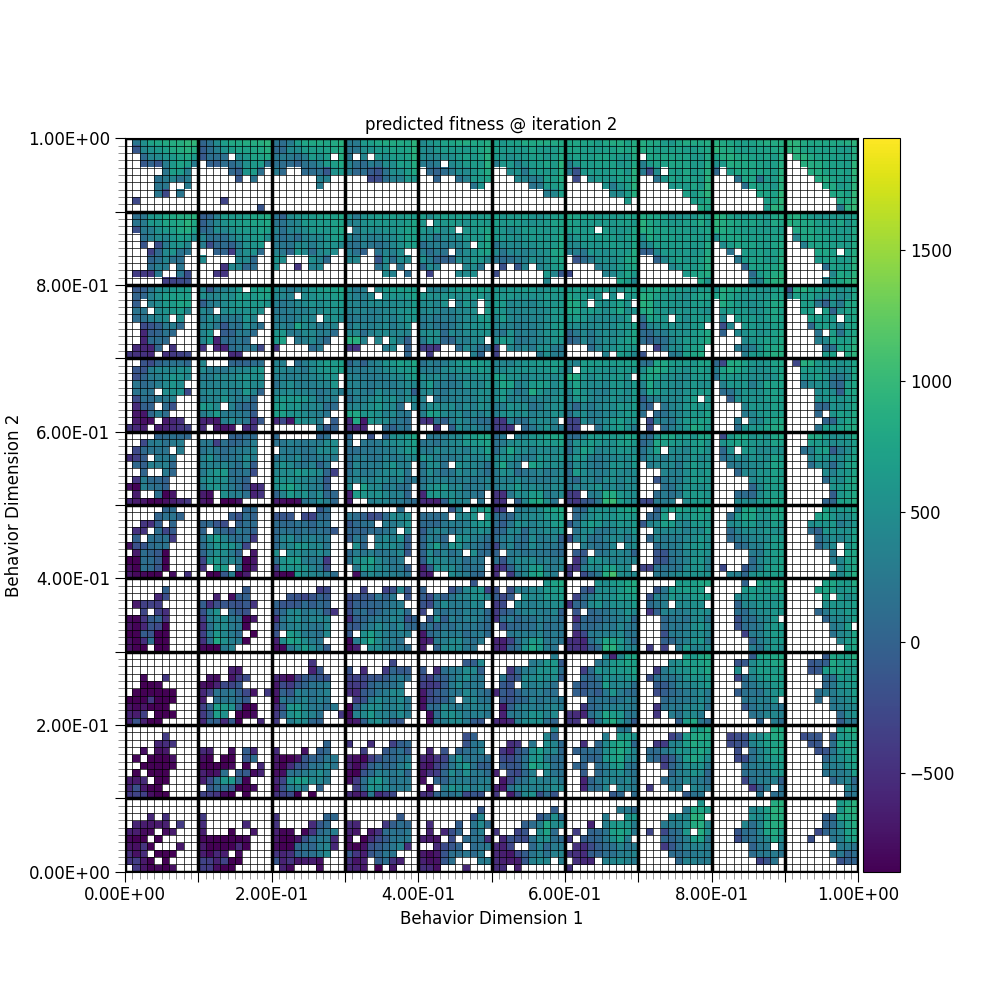 predicted fitness @ iteration 2
1.00E+00
8.00E-01
6.00E-01
4.00E-01
2.00E-01
0.00E+00
Behavior Dimension 2
0.00E+00 2.00E-01 4.00E-01 6.00E-01 8.00E-01 1.00E+00
Behavior Dimension 1
1500
1000
500
0
−500